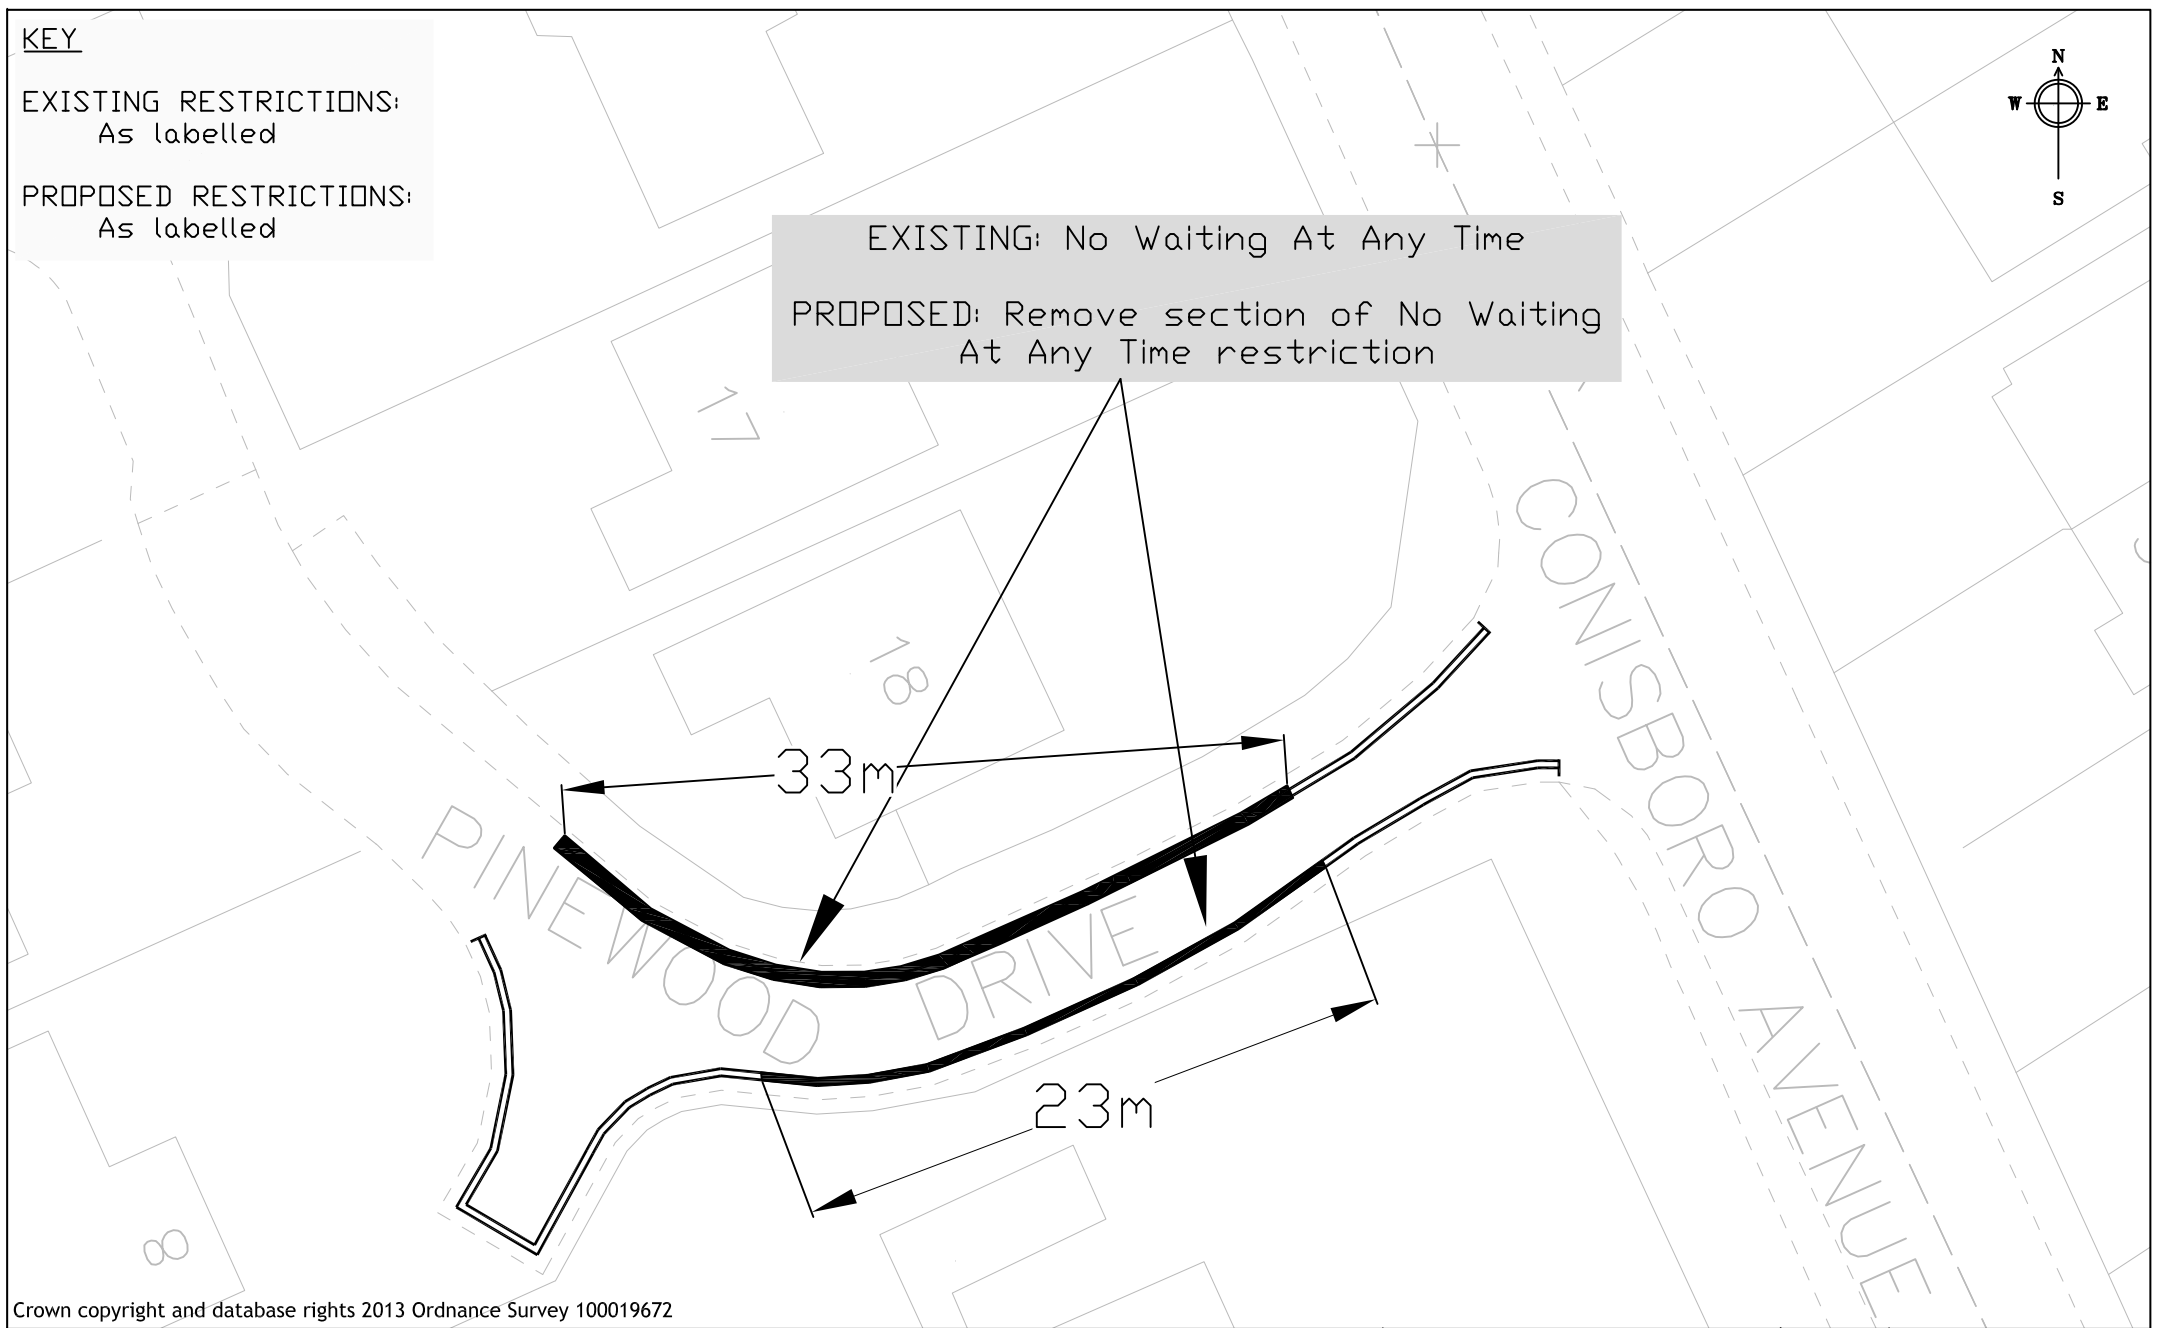 KEY
EXISTING RESTRICTIONS:
As labelled
PROPOSED RESTRICTIONS:
As labelled
N
W E
S
EXISTING: No Waiting At Any Time
PROPOSED: Remove section of No Waiting
At Any Time restriction
17
18
33m
PINEWOOD DRIVE
CONISBORO AVENUE
23m
8
Crown copyright and database rights 2013 Ordnance Survey 100019672